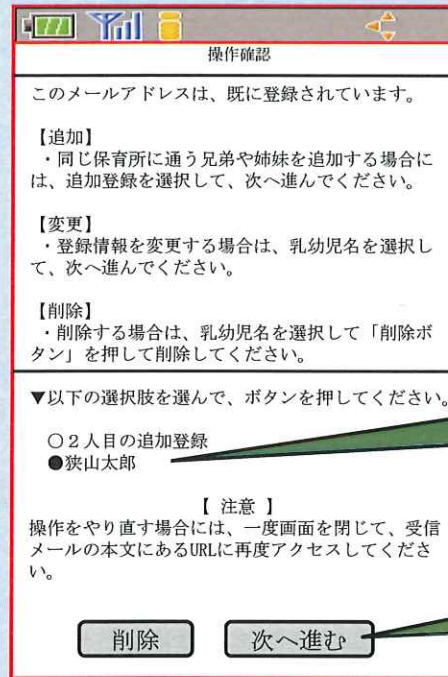 操作確認
このメールアドレスは、既に登録されています。
【追加】
・同じ保育所に通う兄弟や姉妹を追加する場合に
は、追加登録を選択して、次へ進んでください。
【変更】
・登録情報を変更する場合は、乳幼児名を選択し
て、次へ進んでください。
【削除】
・削除する場合は、乳幼児名を選択して「削除ボ
タン」を押して削除してください。
▼以下の選択肢を選んで、ボタンを押してください。
○2人目の追加登録
●狭山太郎
【 注意 】
操作をやり直す場合には、一度画面を閉じて、受信
メールの本文にあるURLに再度アクセスしてくださ
い。
削除 次へ進む